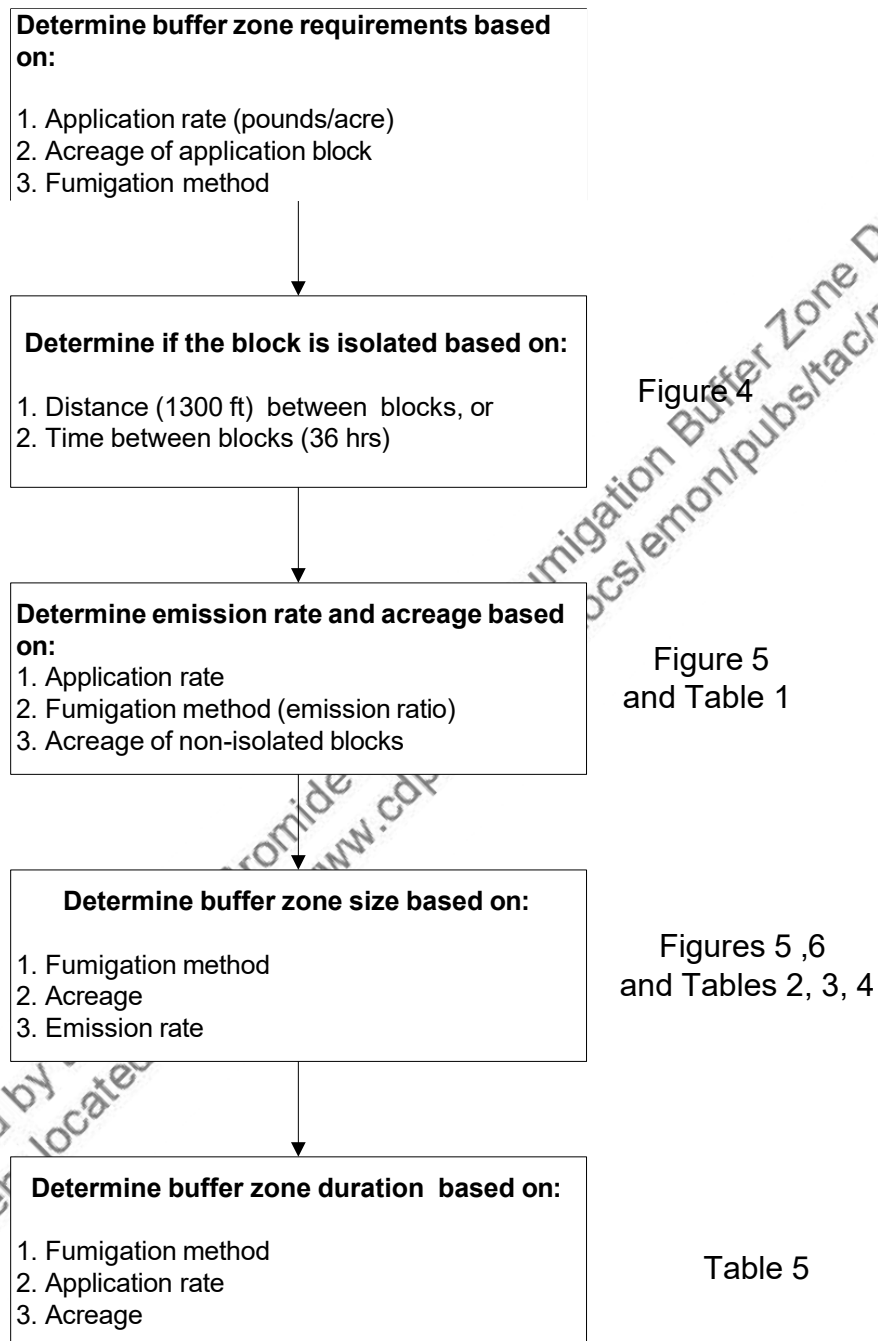 Determine buffer zone requirements based
on:
1. Application rate (pounds/acre)
2. Acreage of application block
3. Fumigation method
Determine if the block is isolated based on:
1. Distance (1300 ft) between blocks, or
2. Time between blocks (36 hrs)
Figure 4
Determine emission rate and acreage based
on:
1. Application rate
2. Fumigation method (emission ratio)
3. Acreage of non-isolated blocks
Figure 5
and Table 1
Determine buffer zone size based on:
1. Fumigation method
2. Acreage
3. Emission rate
Figures 5 ,6
and Tables 2, 3, 4
Determine buffer zone duration based on:
1. Fumigation method
2. Application rate
3. Acreage
Table 5
by
located
Buffer Zone